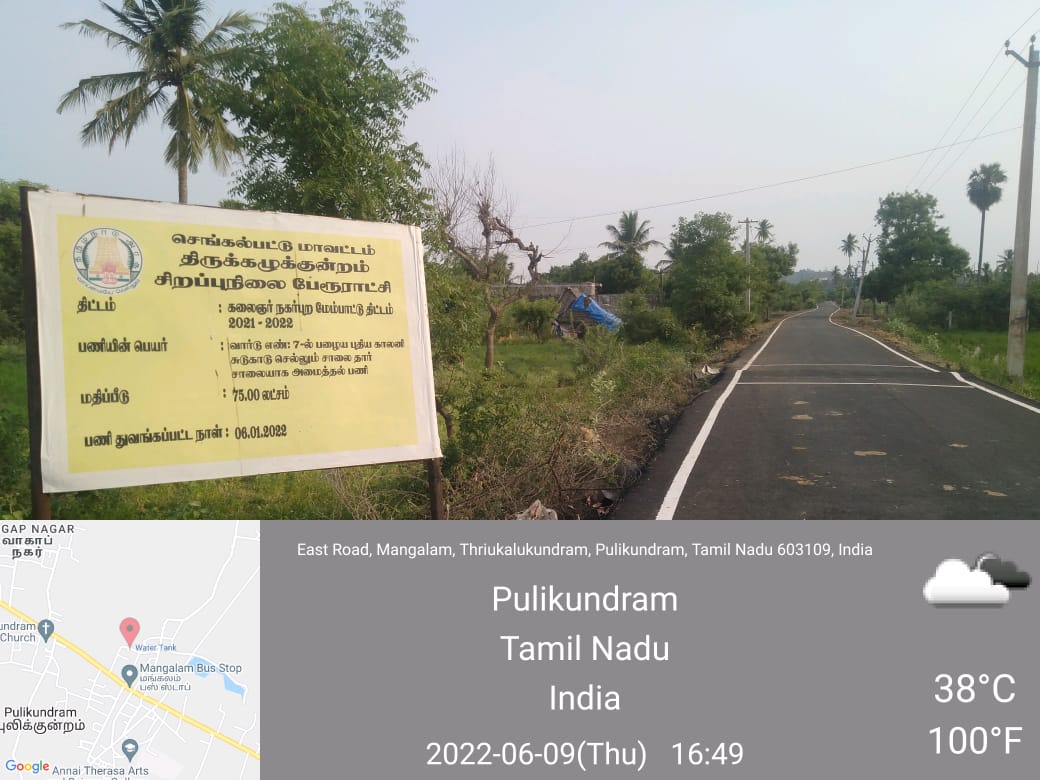 செங்கல்பட்டு மாவட்டம்
திருக்கழுக்குன்றம்
சிறப்புநிலை பேரூராட்சி
திட்டம் : கலைஞர் நகர்புற மேம்பாட்டு திட்டம்
2021 - 2022
பணியின் பெயர் : வார்டு எண்: 7-ல் பழைய புதிய காலனி
சுடுகாடு செல்லும் சாலை தார்
சாலையாக அமைத்தல் பணி
மதிப்பீடு : 75.00 லட்சம்
பணி துவங்கப்பட்ட நாள் : 06.01.2022
GAP NAGAR
வாகாப்
நகர்
undram
Church
Water Tank
Mangalam Bus Stop
மங்கலம்
பஸ் ஸ்டாப்
Pulikundram
புலிக்குன்றம்
Google
Annai Therasa Arts
East Road, Mangalam, Thriukalukundram, Pulikundram, Tamil Nadu 603109, India
Pulikundram
Tamil Nadu
India
2022-06-09(Thu) 16:49
38°C
100°F